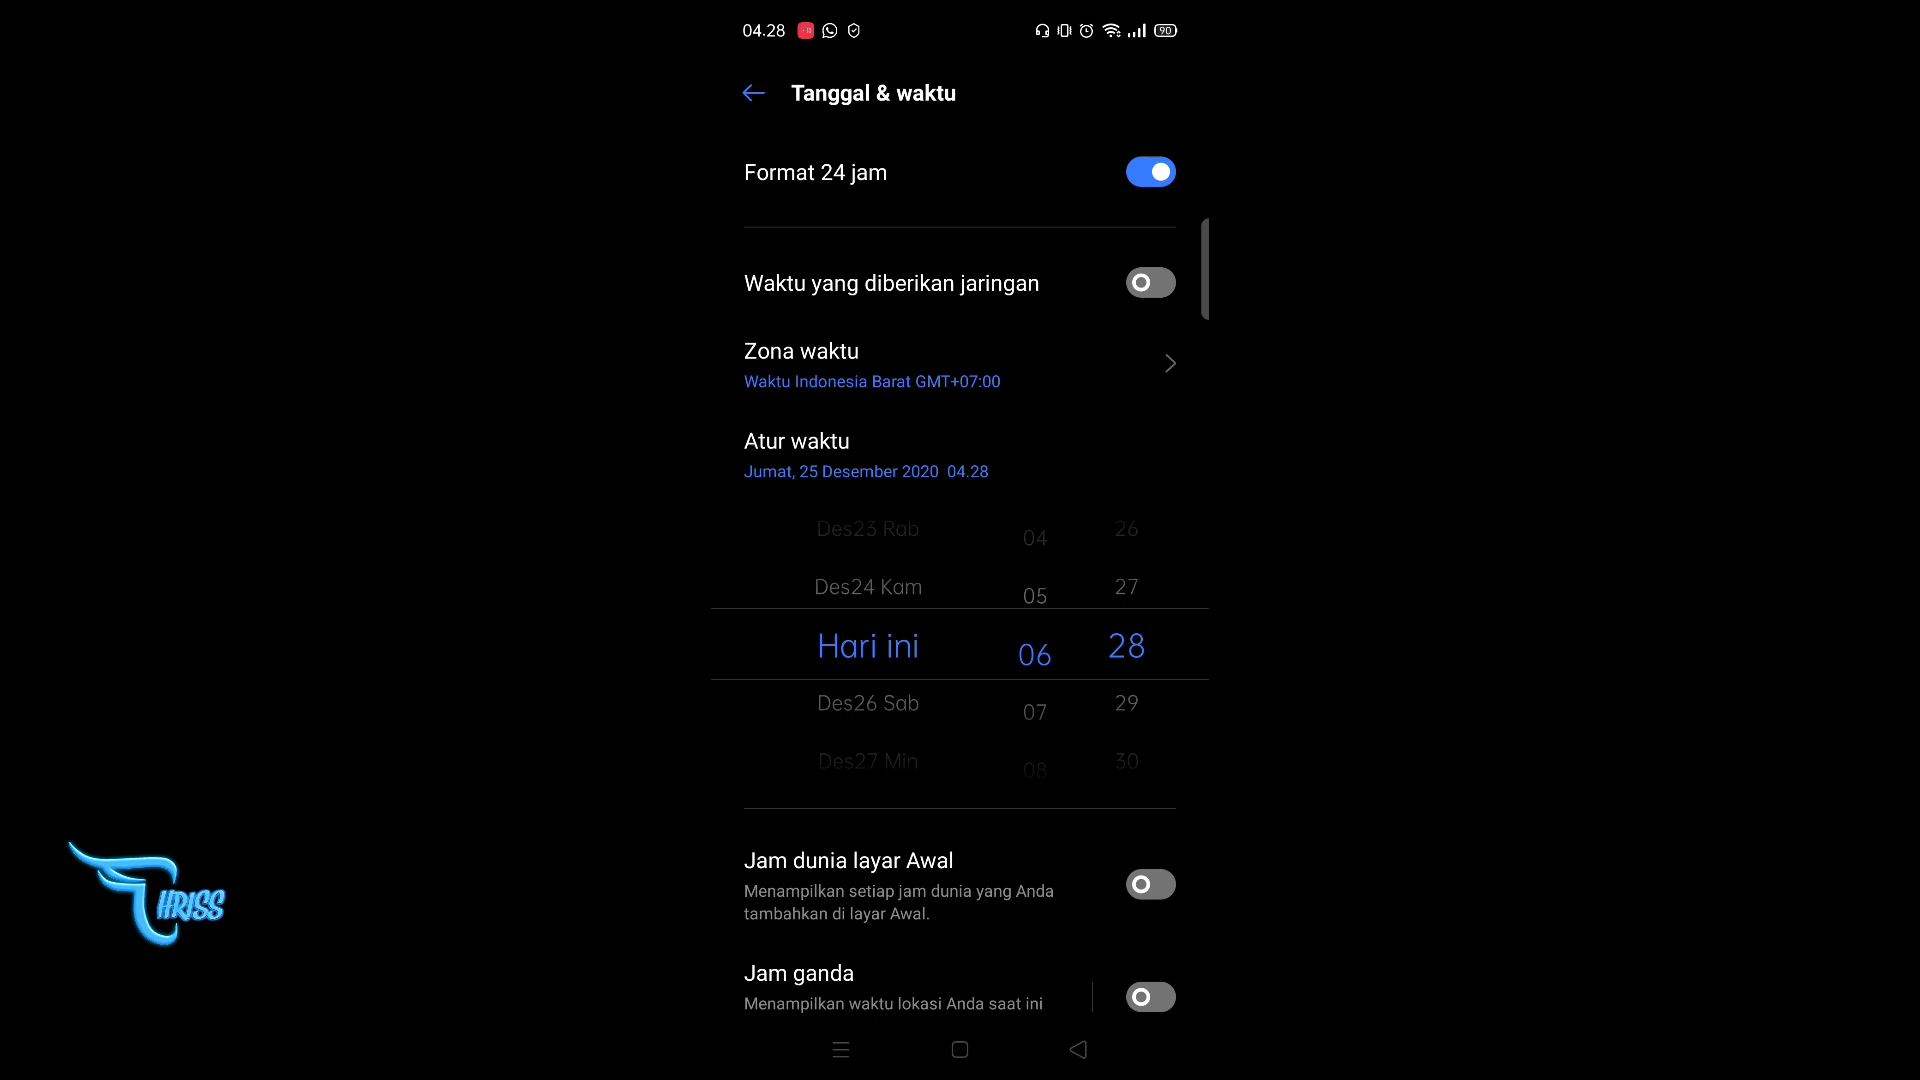 04.28
90
Tanggal & waktu
Format 24 jam
Waktu yang diberikan jaringan
Zona waktu
Waktu Indonesia Barat GMT+07:00
Atur waktu
Jumat, 25 Desember 2020 04.28
Des23 Rab 04 26
Des24 Kam 05 27
Hari ini 06 28
Des26 Sab 07 29
Des27 Min 08 30
Jam dunia layar Awal
Menampilkan setiap jam dunia yang Anda
tambahkan di layar Awal.
THRISS
Jam ganda
Menampilkan waktu lokasi Anda saat ini